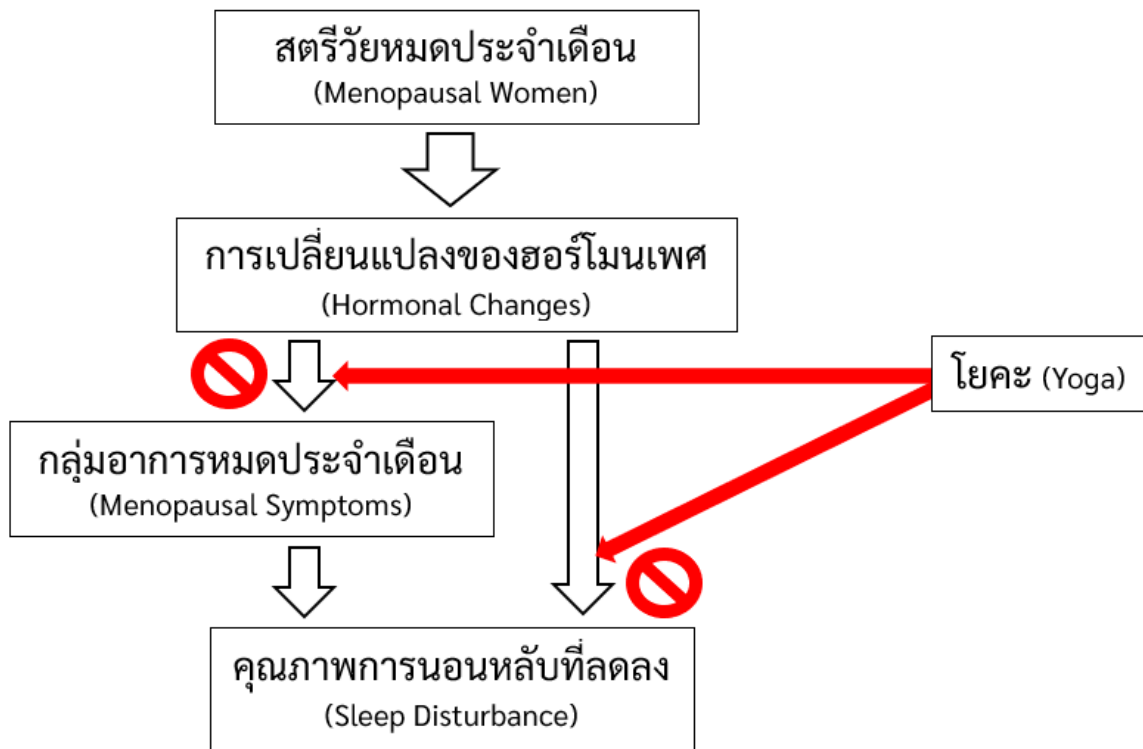 สตรีวัยหมดประจำเดือน
(Menopausal Women)
การเปลี่ยนแปลงของฮอร์โมนเพศ
(Hormonal Changes)
โยคะ (Yoga)
กลุ่มอาการหมดประจำเดือน
(Menopausal Symptoms)
คุณภาพการนอนหลับที่ลดลง
(Sleep Disturbance)